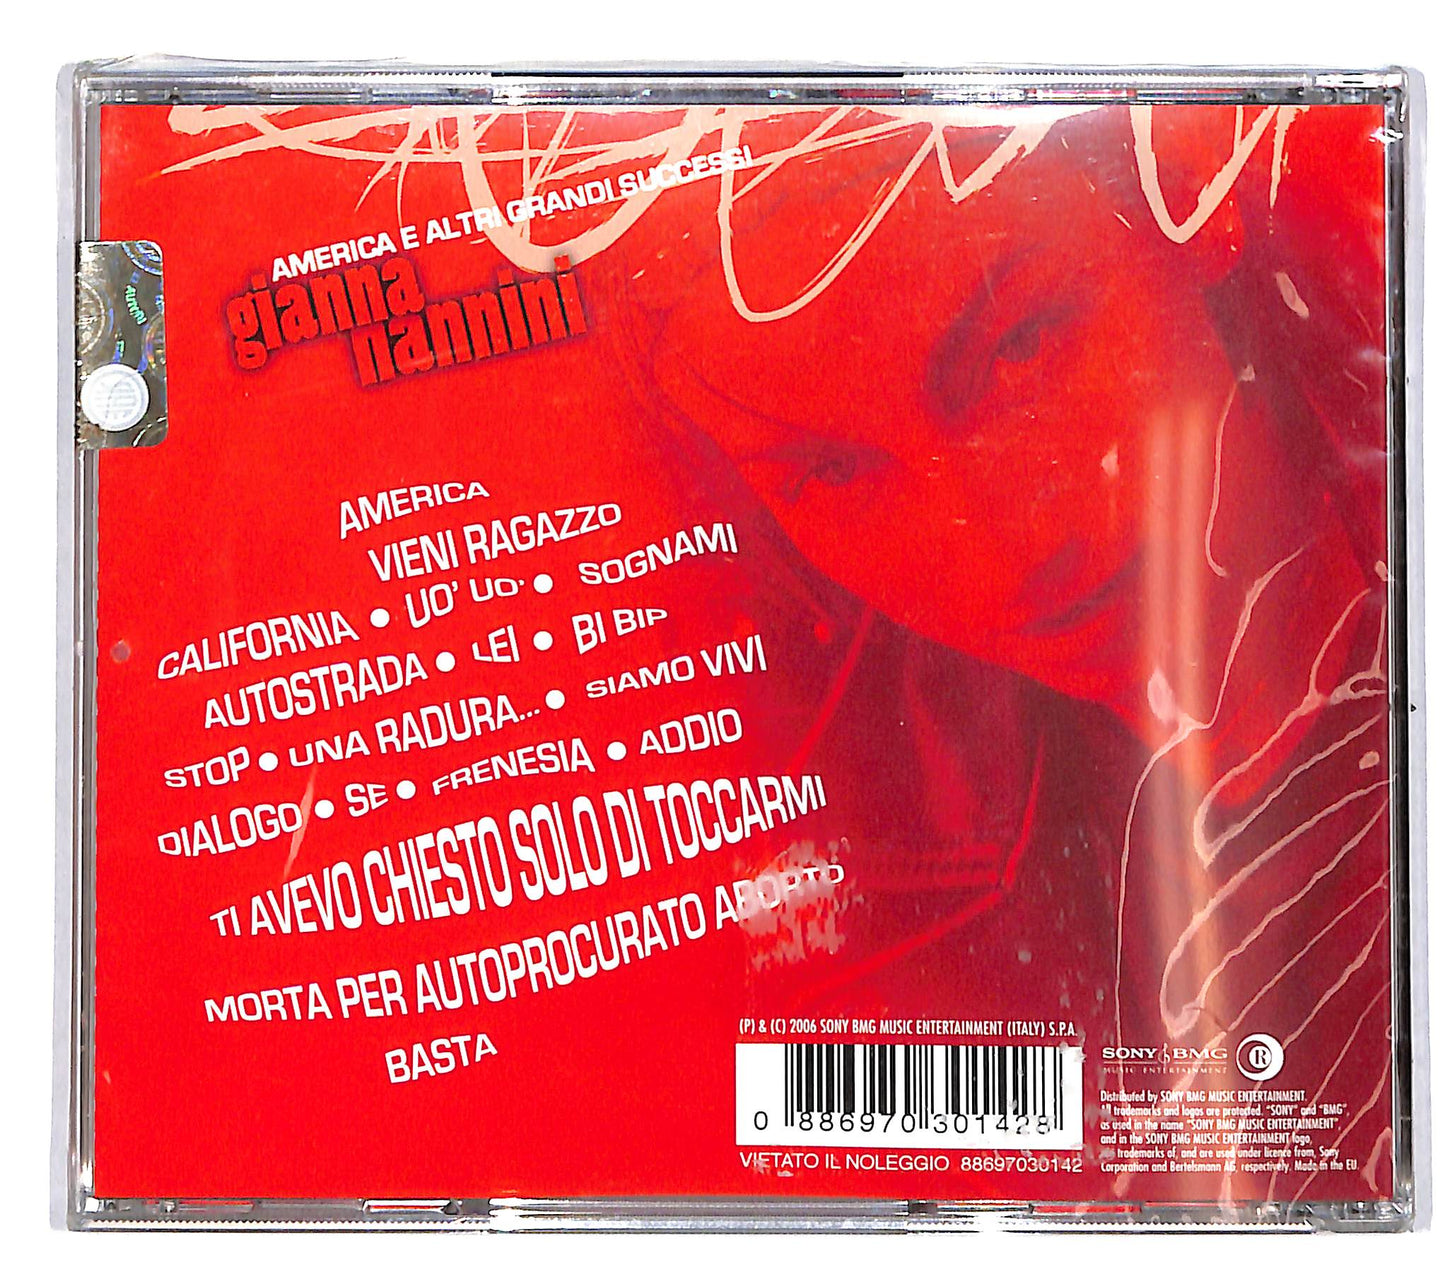 AMERICA E ALTRI GRANDI SUCCESSI
gianna
nannini
AMERICA
VIENI RAGAZZO
CALIFORNIA • UO' UO' • SOGNAMI
AUTOSTRADA • LEI • BI BIP
STOP • UNA RADURA... • SIAMO VIVI
DIALOGO • SE • FRENESIA • ADDIO
TI AVEVO CHIESTO SOLO DI TOCCARMI
MORTA PER AUTOPROCURATO ABORTO
BASTA
(P) & (C) 2006 SONY BMG MUSIC ENTERTAINMENT (ITALY) S.P.A.
0 886970 301428
VIETATO IL NOLEGGIO 88697030142
SONY BMG
MUSIC ENTERTAINMENT
R
Distributed by SONY BMG MUSIC ENTERTAINMENT.
All trademarks and logos are protected. "SONY" and "BMG",
as used in the name "SONY BMG MUSIC ENTERTAINMENT",
and in the SONY BMG MUSIC ENTERTAINMENT logo,
are trademarks of, and are used under licence from, Sony
Corporation and Bertelsmann AG, respectively. Made in the EU.